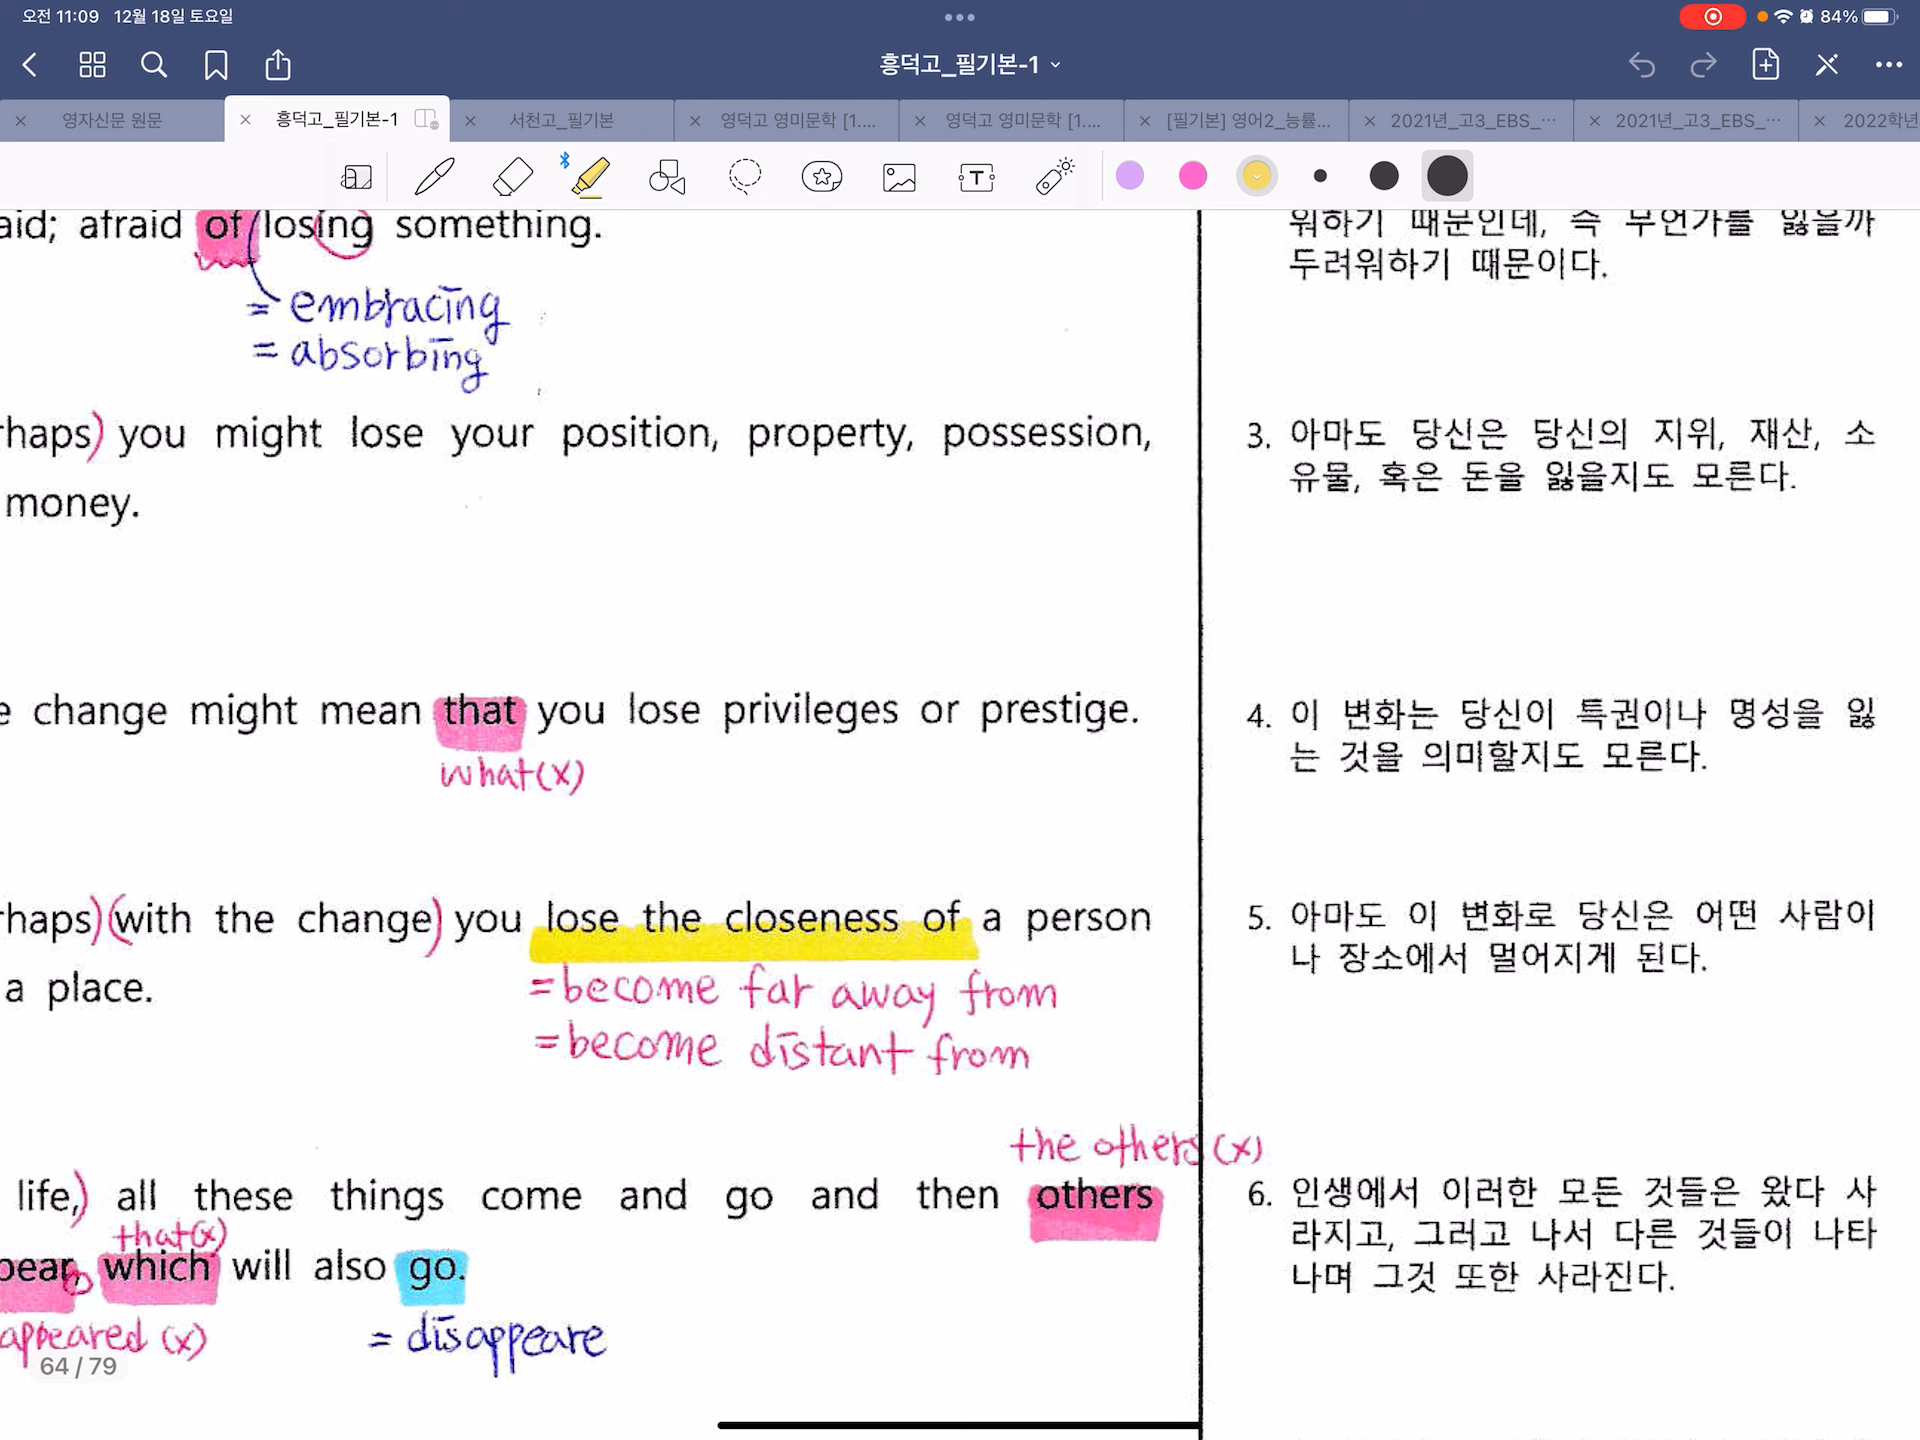 오전 11:09 12월 18일 토요일
84%
흥덕고_필기본-1
영자신문 원문
흥덕고_필기본-1
서천고_필기본
영덕고 영미문학 [1....
영덕고 영미문학 [1....
[필기본] 영어2_능률...
2021년_고3_EBS_...
2021년_고3_EBS_...
2022학년
aid; afraid of losing something.
= embracing
= absorbing
rhaps) you might lose your position, property, possession,
money.
e change might mean that you lose privileges or prestige.
what(x)
rhaps) (with the change) you lose the closeness of a person
a place.
=become far away from
=become distant from
the others (x)
life,) all these things come and go and then others
that(x)
pear, which will also go.
appeared (x)
= disappeare
64 / 79
워하기 때문인데, 즉 무언가를 잃을까
두려워하기 때문이다.
3. 아마도 당신은 당신의 지위, 재산, 소
유물, 혹은 돈을 잃을지도 모른다.
4. 이 변화는 당신이 특권이나 명성을 잃
는 것을 의미할지도 모른다.
5. 아마도 이 변화로 당신은 어떤 사람이
나 장소에서 멀어지게 된다.
6. 인생에서 이러한 모든 것들은 왔다 사
라지고, 그러고 나서 다른 것들이 나타
나며 그것 또한 사라진다.